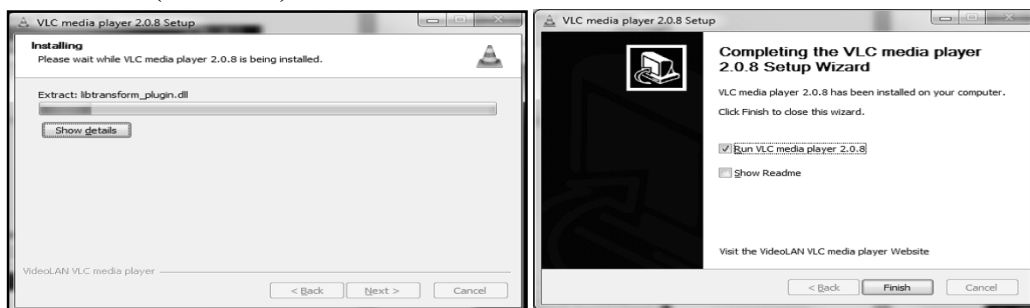 VLC media player 2.0.8 Setup
Installing
Please wait while VLC media player 2.0.8 is being installed.
Extract: libtransform_plugin.dll
Show details
VideoLAN VLC media player
< Back
Next >
Cancel
VLC media player 2.0.8 Setup
Completing the VLC media player
2.0.8 Setup Wizard
VLC media player 2.0.8 has been installed on your computer.
Click Finish to close this wizard.
Run VLC media player 2.0.8
Show Readme
Visit the VideoLAN VLC media player Website
< Back
Finish
Cancel